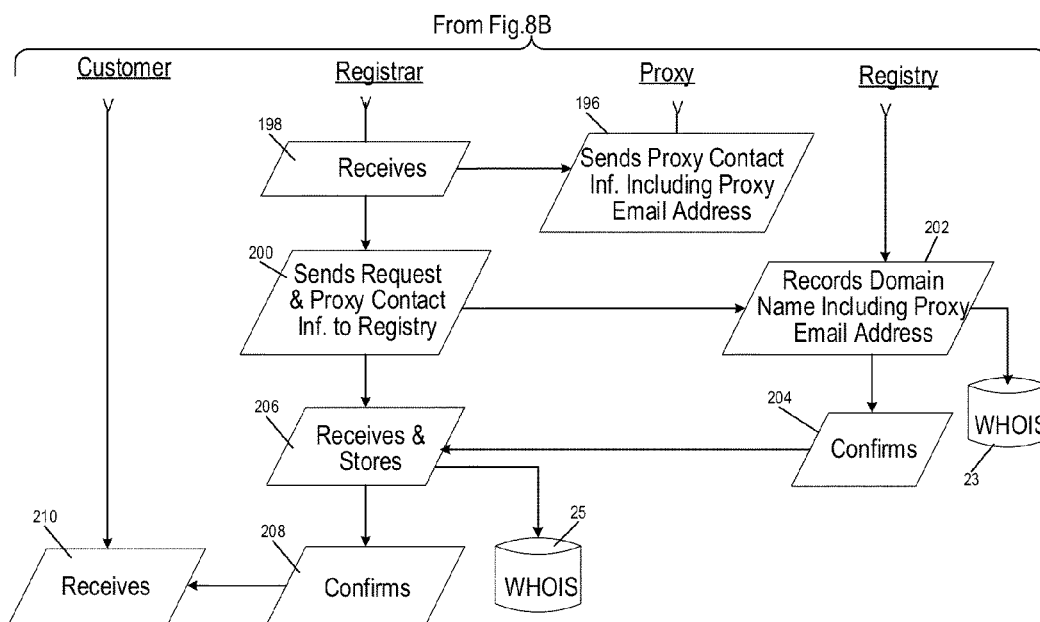 From Fig.8B
Customer
Registrar
Proxy
Registry
198
Receives
196
Sends Proxy Contact
Inf. Including Proxy
Email Address
200
Sends Request
& Proxy Contact
Inf. to Registry
202
Records Domain
Name Including Proxy
Email Address
206
Receives &
Stores
204
Confirms
WHOIS
23
210
Receives
208
Confirms
25
WHOIS